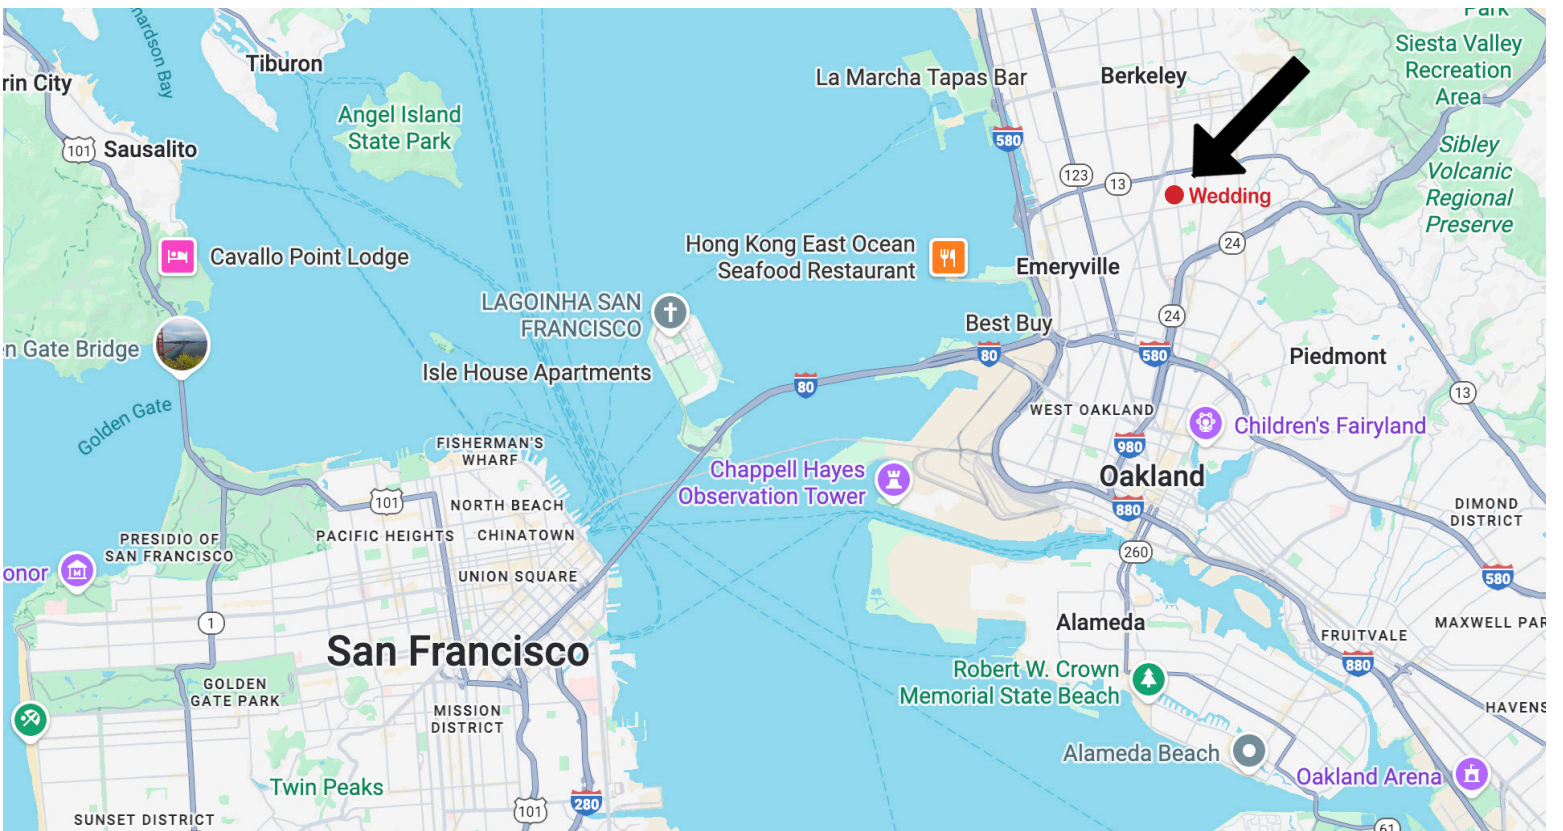 Park
Siesta Valley
Recreation
Area
Tiburon
La Marcha Tapas Bar
Berkeley
rin City
Angel Island
State Park
580
101
Sausalito
Sibley
Volcanic
Regional
Preserve
123
13
Wedding
24
Cavallo Point Lodge
Hong Kong East Ocean
Seafood Restaurant
Emeryville
LAGOINHA SAN
FRANCISCO
24
Best Buy
n Gate Bridge
80
580
Piedmont
Isle House Apartments
80
13
Golden Gate
WEST OAKLAND
Children's Fairyland
FISHERMAN'S
WHARF
980
Chappell Hayes
Observation Tower
Oakland
101
NORTH BEACH
880
DIMOND
DISTRICT
PRESIDIO OF
SAN FRANCISCO
PACIFIC HEIGHTS
CHINATOWN
260
onor
M
UNION SQUARE
580
1
Alameda
MAXWELL PAR
FRUITVALE
San Francisco
880
Robert W. Crown
Memorial State Beach
GOLDEN
GATE PARK
MISSION
DISTRICT
HAVENS
Alameda Beach
Oakland Arena
Twin Peaks
280
101
SUNSET DISTRICT
61